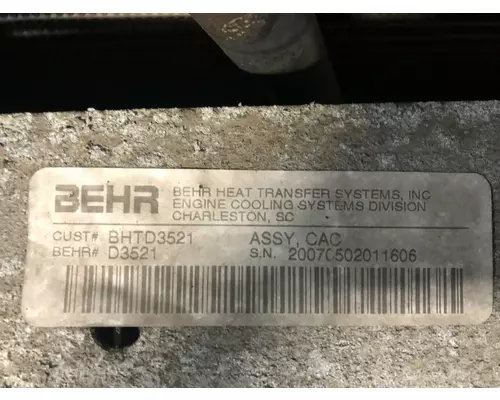 BEHR
BEHR HEAT TRANSFER SYSTEMS, INC
ENGINE COOLING SYSTEMS DIVISION
CHARLESTON, SC
CUST# BHTD3521 ASSY, CAC
BEHR# D3521 S.N. 20070502011606